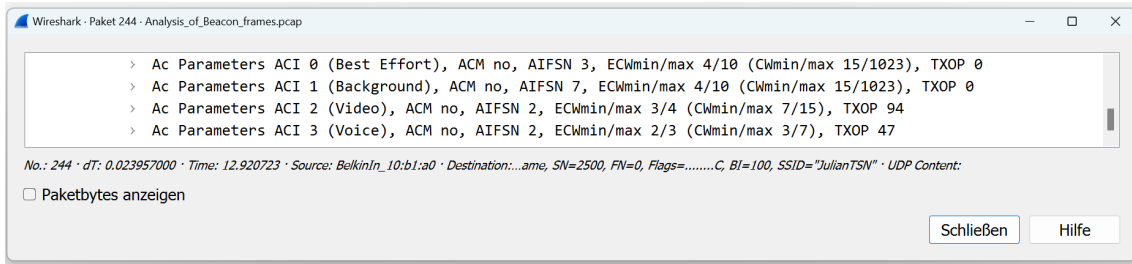 Wireshark · Paket 244 · Analysis_of_Beacon_frames.pcap
Ac Parameters ACI 0 (Best Effort), ACM no, AIFSN 3, ECWmin/max 4/10 (CWmin/max 15/1023), TXOP 0
Ac Parameters ACI 1 (Background), ACM no, AIFSN 7, ECWmin/max 4/10 (CWmin/max 15/1023), TXOP 0
Ac Parameters ACI 2 (Video), ACM no, AIFSN 2, ECWmin/max 3/4 (CWmin/max 7/15), TXOP 94
Ac Parameters ACI 3 (Voice), ACM no, AIFSN 2, ECWmin/max 2/3 (CWmin/max 3/7), TXOP 47
No.: 244 · dT: 0.023957000 · Time: 12.920723 · Source: BelkinIn_10:b1:a0 · Destination:...ame, SN=2500, FN=0, Flags=........C, BI=100, SSID="JulianTSN" · UDP Content:
Paketbytes anzeigen
Schließen Hilfe